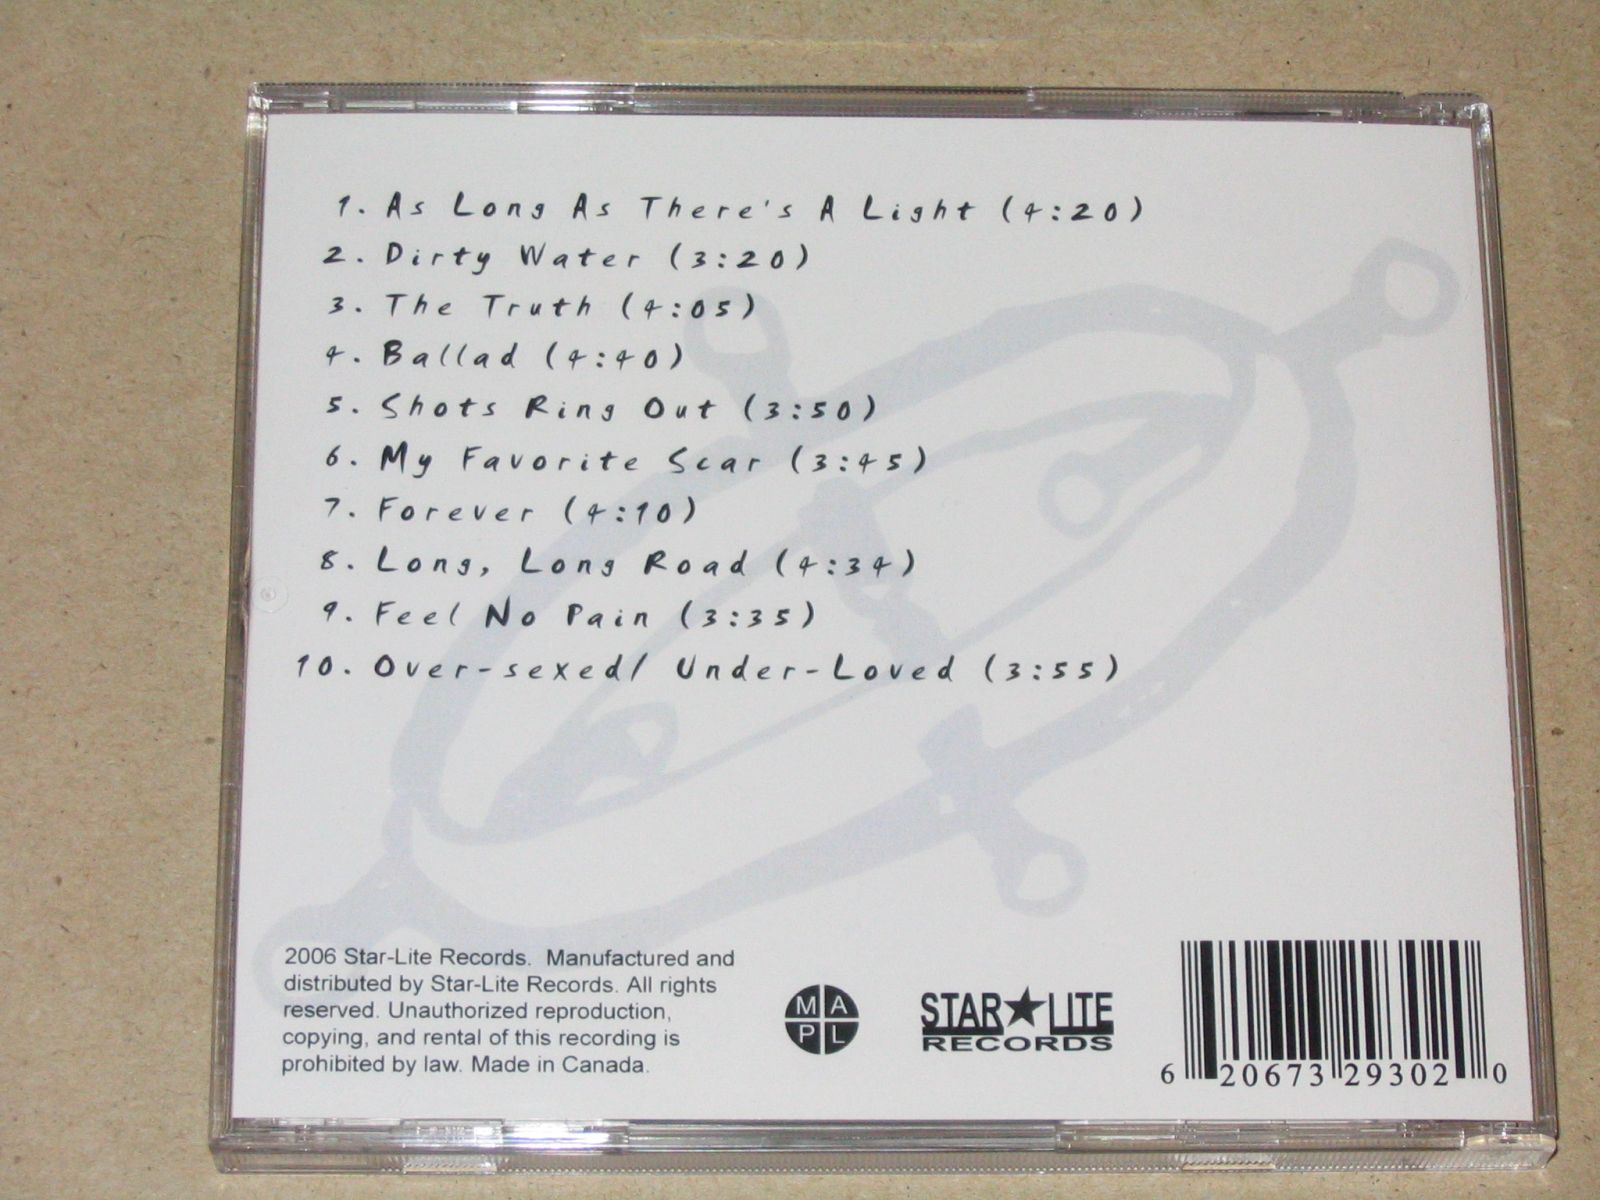 1. As Long As There's A Light (4:20)
2. Dirty Water (3:20)
3. The Truth (4:05)
4. Ballad (4:40)
5. Shots Ring Out (3:50)
6. My Favorite Scar (3:45)
7. Forever (4:10)
8. Long, Long Road (4:34)
9. Feel No Pain (3:35)
10. Over-sexed/ Under-Loved (3:55)
2006 Star-Lite Records. Manufactured and
distributed by Star-Lite Records. All rights
reserved. Unauthorized reproduction,
copying, and rental of this recording is
prohibited by law. Made in Canada.
M A
P L
STAR★LITE
RECORDS
6 20673 29302 0